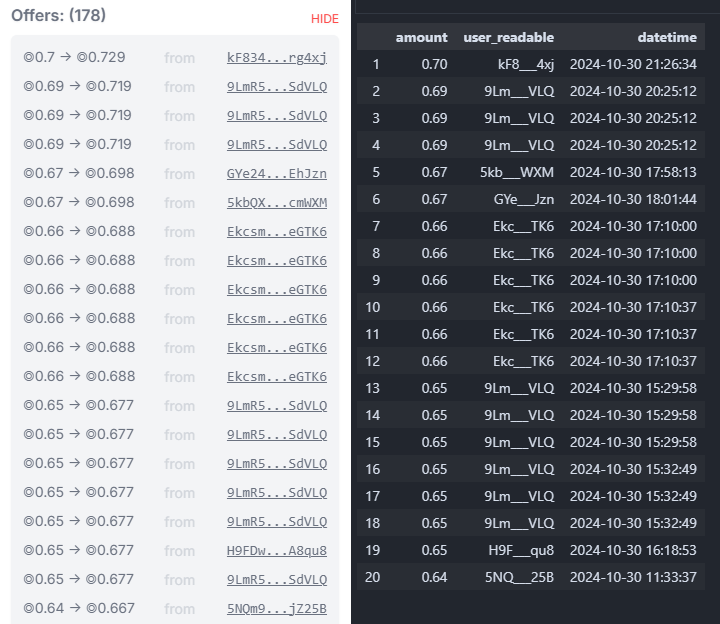 Offers: (178)
HIDE
◎0.7 → ◎0.729 from kF834...rg4xj
◎0.69 → ◎0.719 from 9LmR5...SdVLQ
◎0.69 → ◎0.719 from 9LmR5...SdVLQ
◎0.69 → ◎0.719 from 9LmR5...SdVLQ
◎0.67 → ◎0.698 from GYe24...EhJzn
◎0.67 → ◎0.698 from 5kbQX...cmWXM
◎0.66 → ◎0.688 from Ekcsm...eGTK6
◎0.66 → ◎0.688 from Ekcsm...eGTK6
◎0.66 → ◎0.688 from Ekcsm...eGTK6
◎0.66 → ◎0.688 from Ekcsm...eGTK6
◎0.66 → ◎0.688 from Ekcsm...eGTK6
◎0.66 → ◎0.688 from Ekcsm...eGTK6
◎0.65 → ◎0.677 from 9LmR5...SdVLQ
◎0.65 → ◎0.677 from 9LmR5...SdVLQ
◎0.65 → ◎0.677 from 9LmR5...SdVLQ
◎0.65 → ◎0.677 from 9LmR5...SdVLQ
◎0.65 → ◎0.677 from 9LmR5...SdVLQ
◎0.65 → ◎0.677 from H9FDw...A8qu8
◎0.65 → ◎0.677 from 9LmR5...SdVLQ
◎0.64 → ◎0.667 from 5NQm9...jZ25B
amount user_readable datetime
1 0.70 kF8___4xj 2024-10-30 21:26:34
2 0.69 9Lm___VLQ 2024-10-30 20:25:12
3 0.69 9Lm___VLQ 2024-10-30 20:25:12
4 0.69 9Lm___VLQ 2024-10-30 20:25:12
5 0.67 5kb___WXM 2024-10-30 17:58:13
6 0.67 GYe___Jzn 2024-10-30 18:01:44
7 0.66 Ekc___TK6 2024-10-30 17:10:00
8 0.66 Ekc___TK6 2024-10-30 17:10:00
9 0.66 Ekc___TK6 2024-10-30 17:10:00
10 0.66 Ekc___TK6 2024-10-30 17:10:37
11 0.66 Ekc___TK6 2024-10-30 17:10:37
12 0.66 Ekc___TK6 2024-10-30 17:10:37
13 0.65 9Lm___VLQ 2024-10-30 15:29:58
14 0.65 9Lm___VLQ 2024-10-30 15:29:58
15 0.65 9Lm___VLQ 2024-10-30 15:29:58
16 0.65 9Lm___VLQ 2024-10-30 15:32:49
17 0.65 9Lm___VLQ 2024-10-30 15:32:49
18 0.65 9Lm___VLQ 2024-10-30 15:32:49
19 0.65 H9F___qu8 2024-10-30 16:18:53
20 0.64 5NQ___25B 2024-10-30 11:33:37